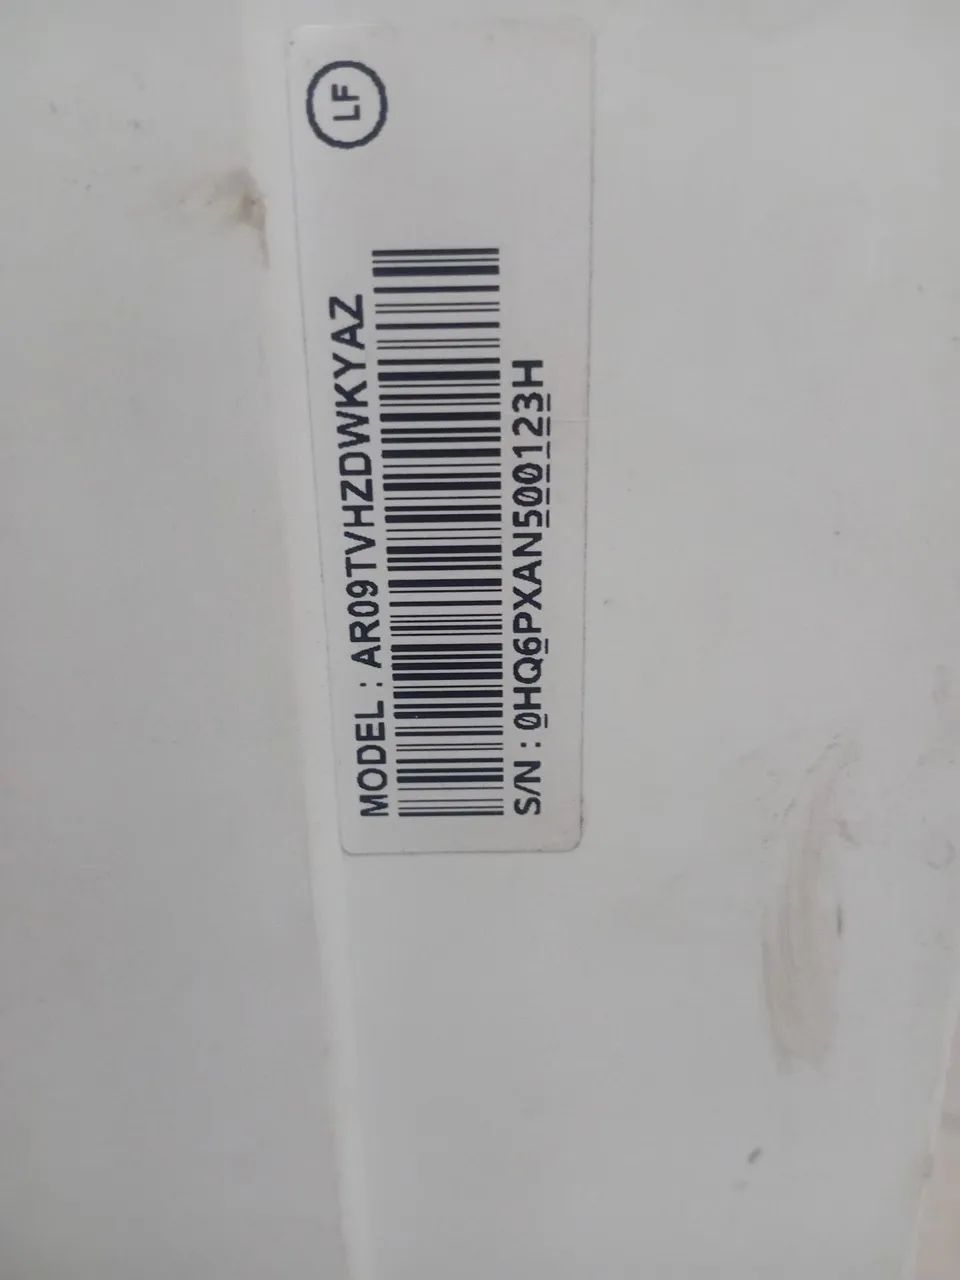 LF
MODEL : AR09TVHZDWKYAZ
S/N : 0HQ6PXAN500123H